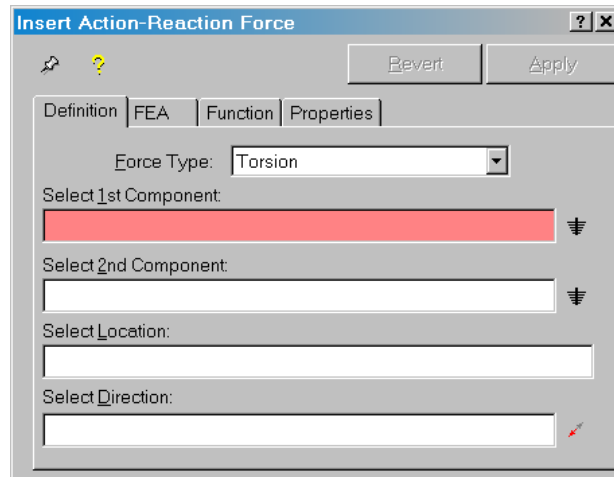 Insert Action-Reaction Force
? X
? Revert Apply
Definition FEA Function Properties
Force Type: Torsion
Select 1st Component:
Select 2nd Component:
Select Location:
Select Direction: